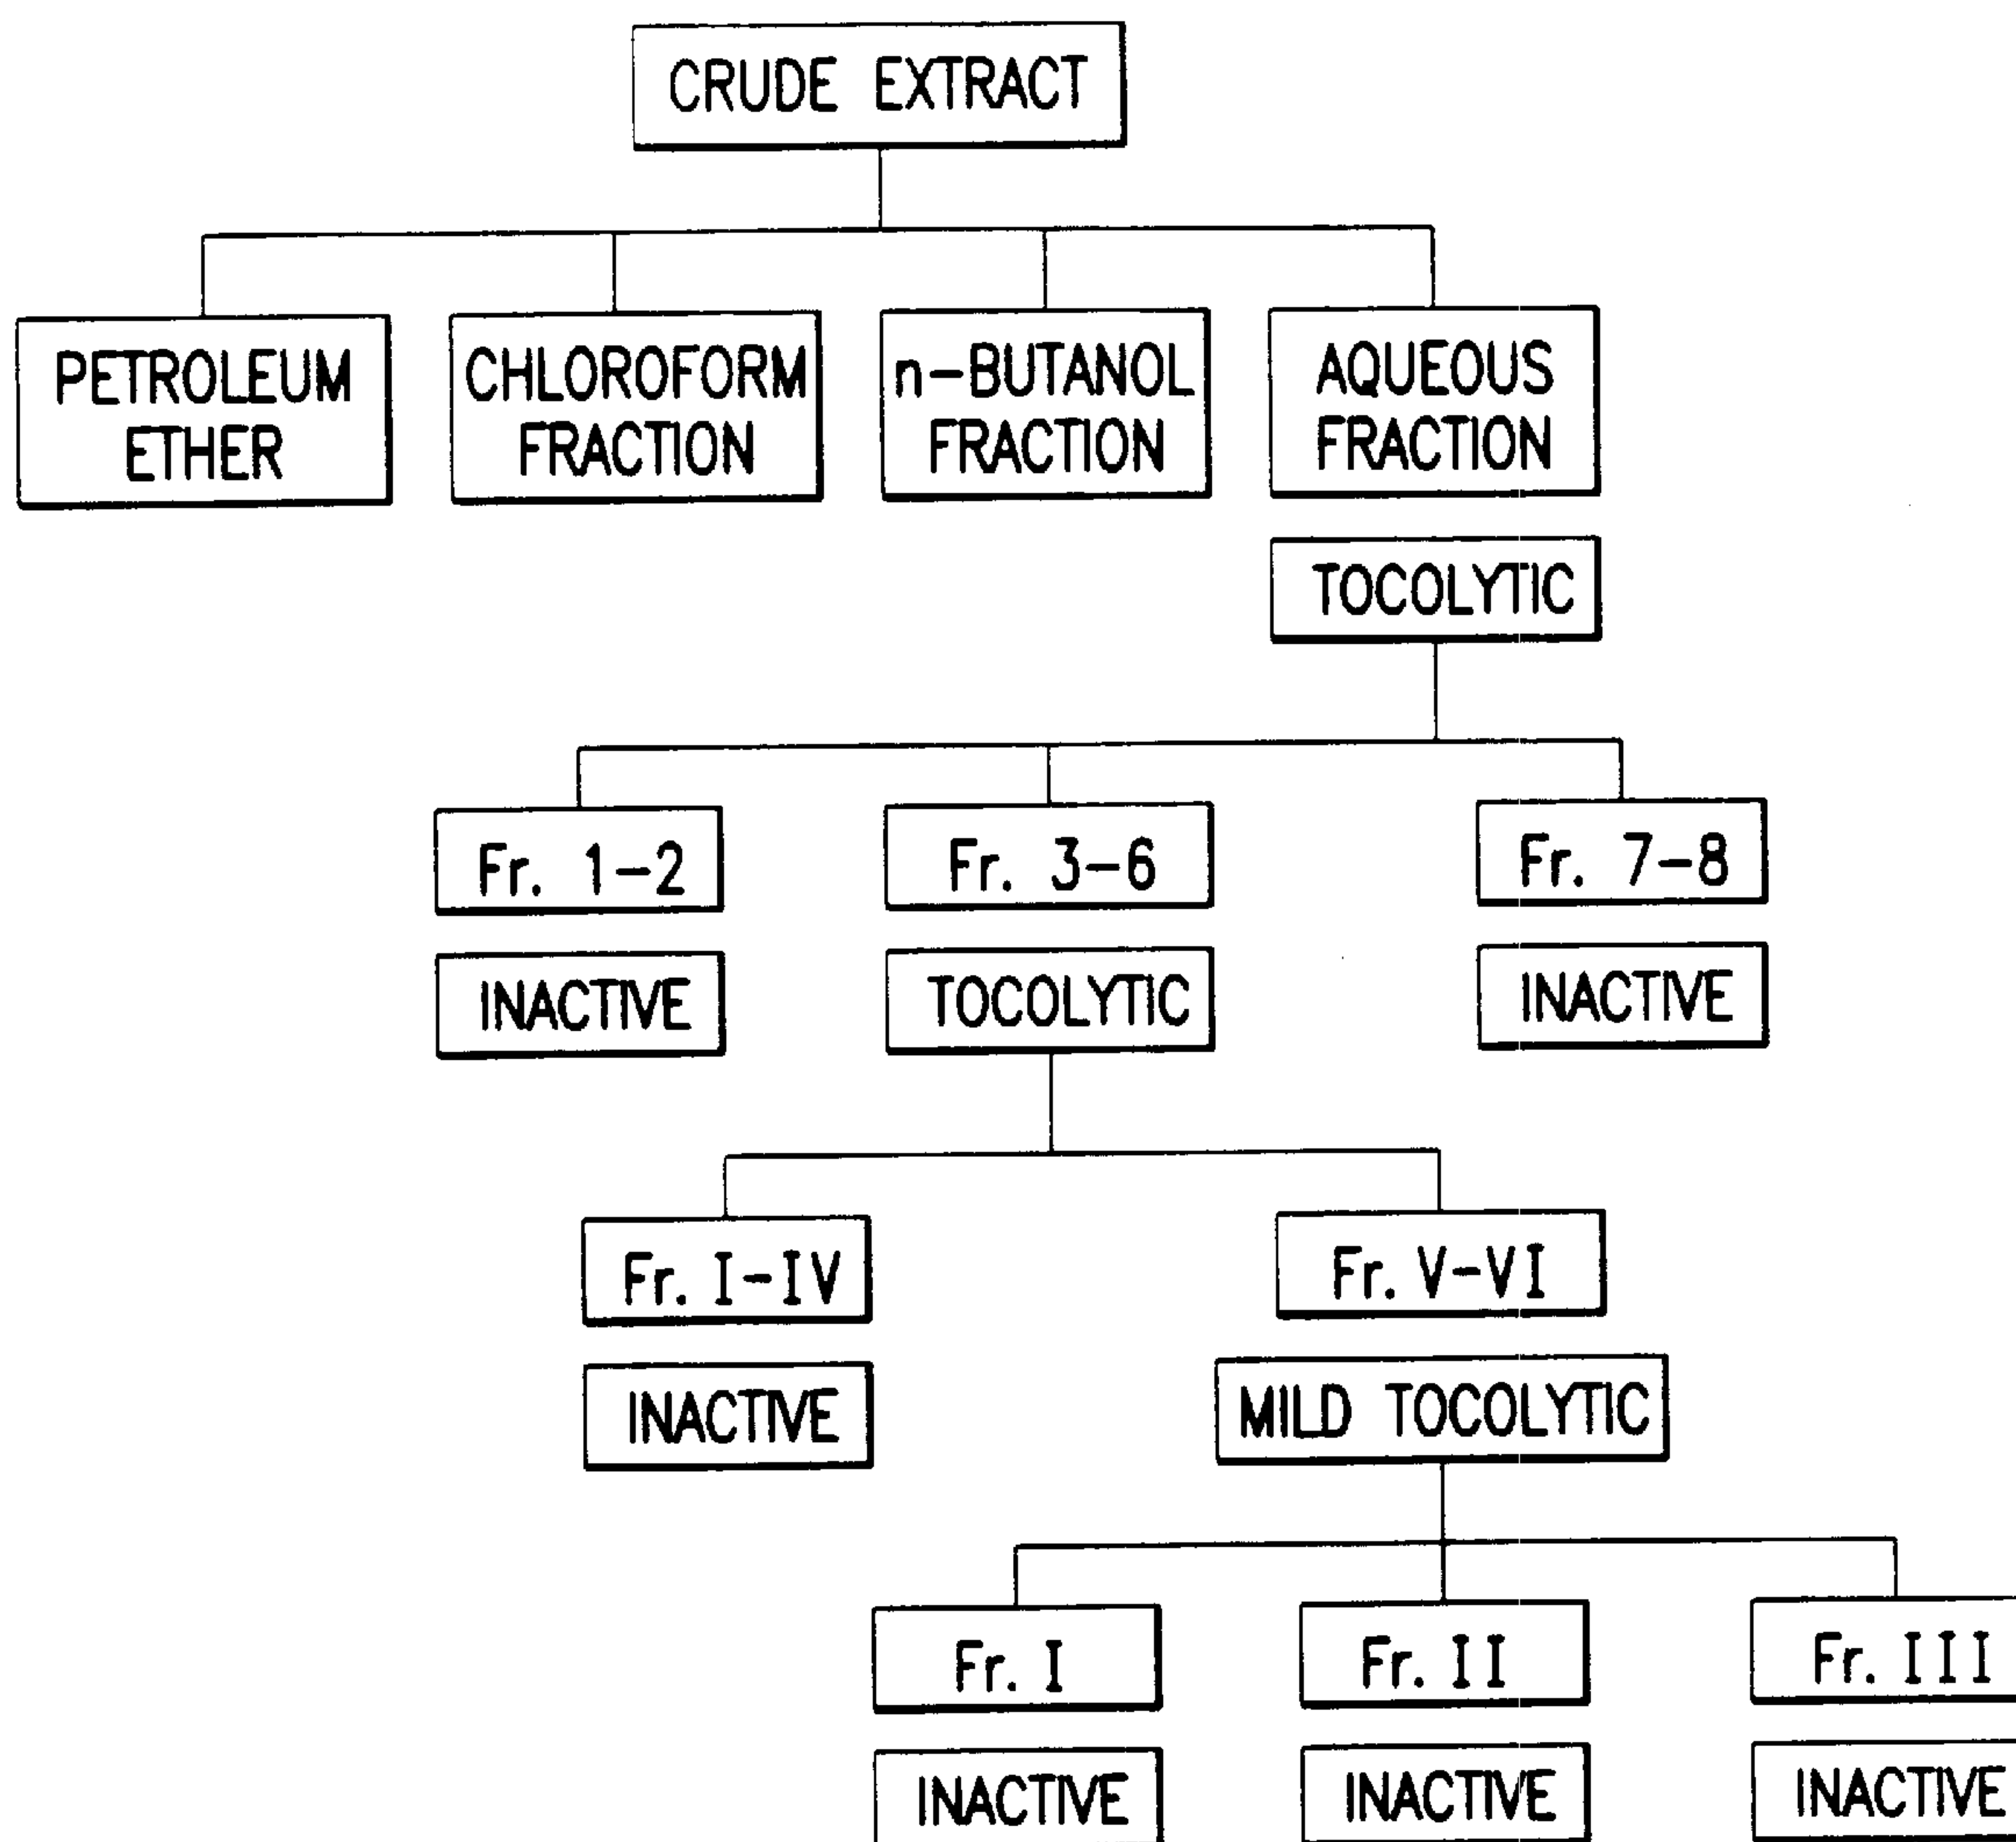 CRUDE EXTRACT
PETROLEUM
ETHER
CHLOROFORM
FRACTION
n-BUTANOL
FRACTION
AQUEOUS
FRACTION
TOCOLYTIC
Fr. 1-2
Fr. 3-6
Fr. 7-8
INACTIVE
TOCOLYTIC
INACTIVE
Fr. I-IV
Fr. V-VI
INACTIVE
MILD TOCOLYTIC
Fr. I
Fr. II
Fr. III
INACTIVE
INACTIVE
INACTIVE